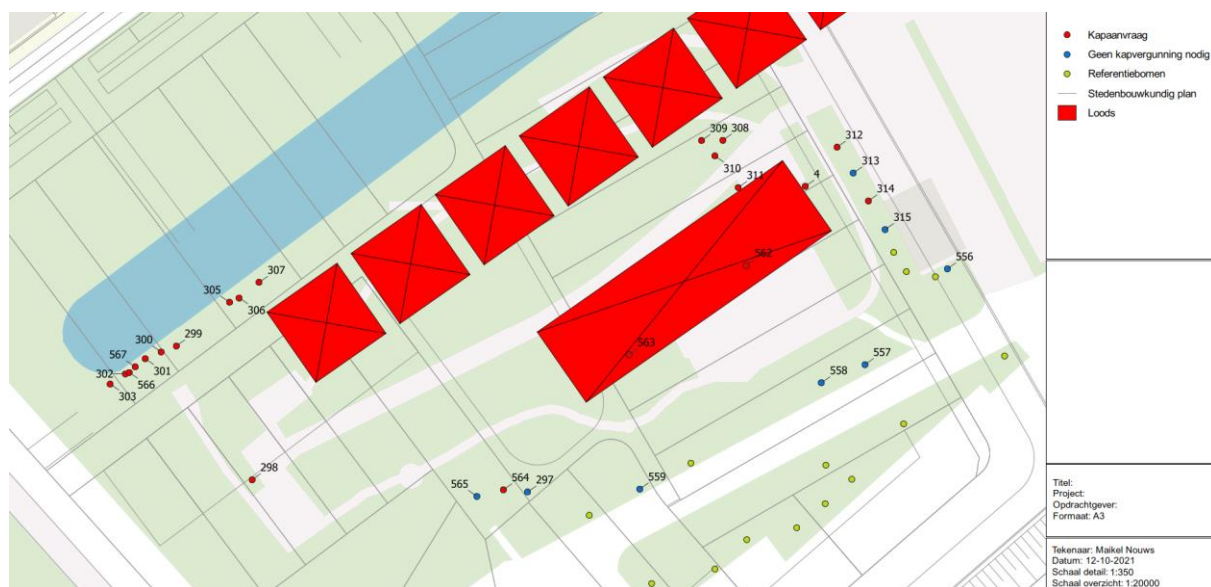 Kapaanvraag
Geen kapvergunning nodig
Referentiebomen
Stedenbouwkundig plan
Loods
309
308
312
310
313
311
4
314
315
562
556
307
305
306
300
299
567
301
302
566
303
563
557
558
298
564
565
297
559
Titel:
Project:
Opdrachtgever:
Formaat: A3
Tekenaar: Maikel Nouws
Datum: 12-10-2021
Schaal detail: 1:350
Schaal overzicht: 1:20000